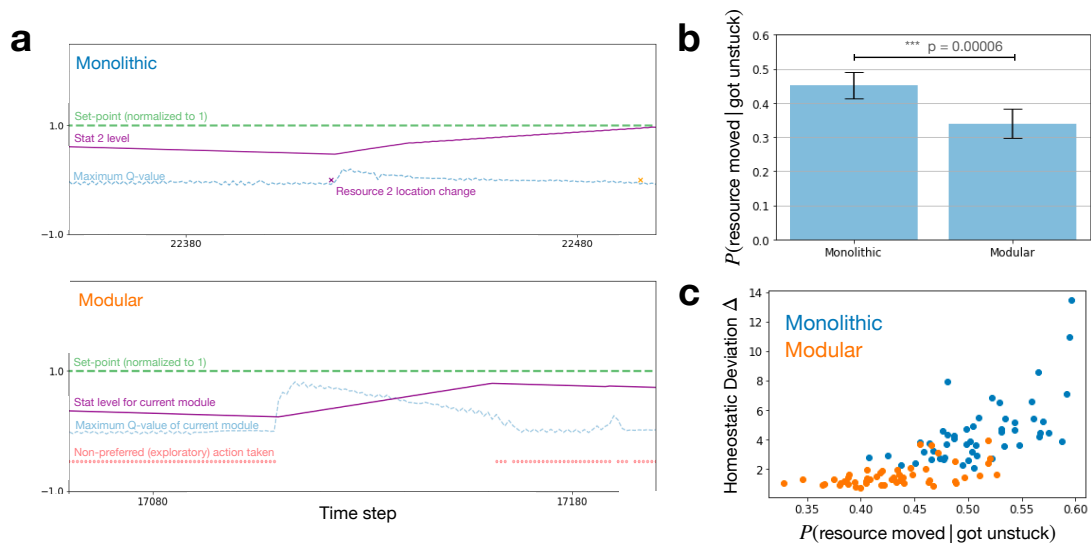 a
Monolithic
Set-point (normalized to 1)
1.0
Stat 2 level
Maximum Q-value
Resource 2 location change
−1.0
22380
22480
Modular
Set-point (normalized to 1)
1.0
Stat level for current module
Maximum Q-value of current module
Non-preferred (exploratory) action taken
−1.0
17080
17180
Time step
b
P(resource moved | got unstuck)
0.6
0.5
0.4
0.3
0.2
0.1
0.0
*** p = 0.00006
Monolithic
Modular
c
Homeostatic Deviation Δ
14
12
10
8
6
4
2
Monolithic
Modular
0.35
0.40
0.45
0.50
0.55
0.60
P(resource moved | got unstuck)